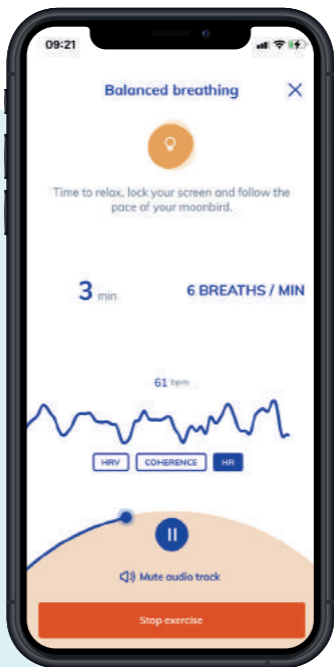 09:21
Balanced breathing
Time to relax, lock your screen and follow the
pace of your moonbird.
3 min
6 BREATHS / MIN
61 bpm
HRV
COHERENCE
HR
Mute audio track
Stop exercise